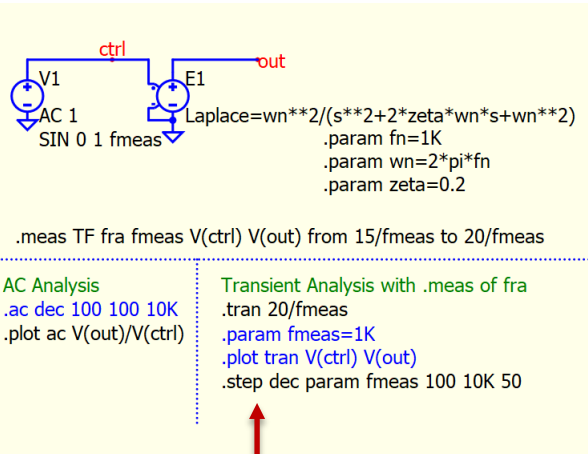 ctrl
out
V1
E1
AC 1
Laplace=wn**2/(s**2+2*zeta*wn*s+wn**2)
SIN 0 1 fmeas
.param fn=1K
.param wn=2*pi*fn
.param zeta=0.2
.meas TF fra fmeas V(ctrl) V(out) from 15/fmeas to 20/fmeas
AC Analysis
.ac dec 100 100 10K
.plot ac V(out)/V(ctrl)
Transient Analysis with .meas of fra
.tran 20/fmeas
.param fmeas=1K
.plot tran V(ctrl) V(out)
.step dec param fmeas 100 10K 50